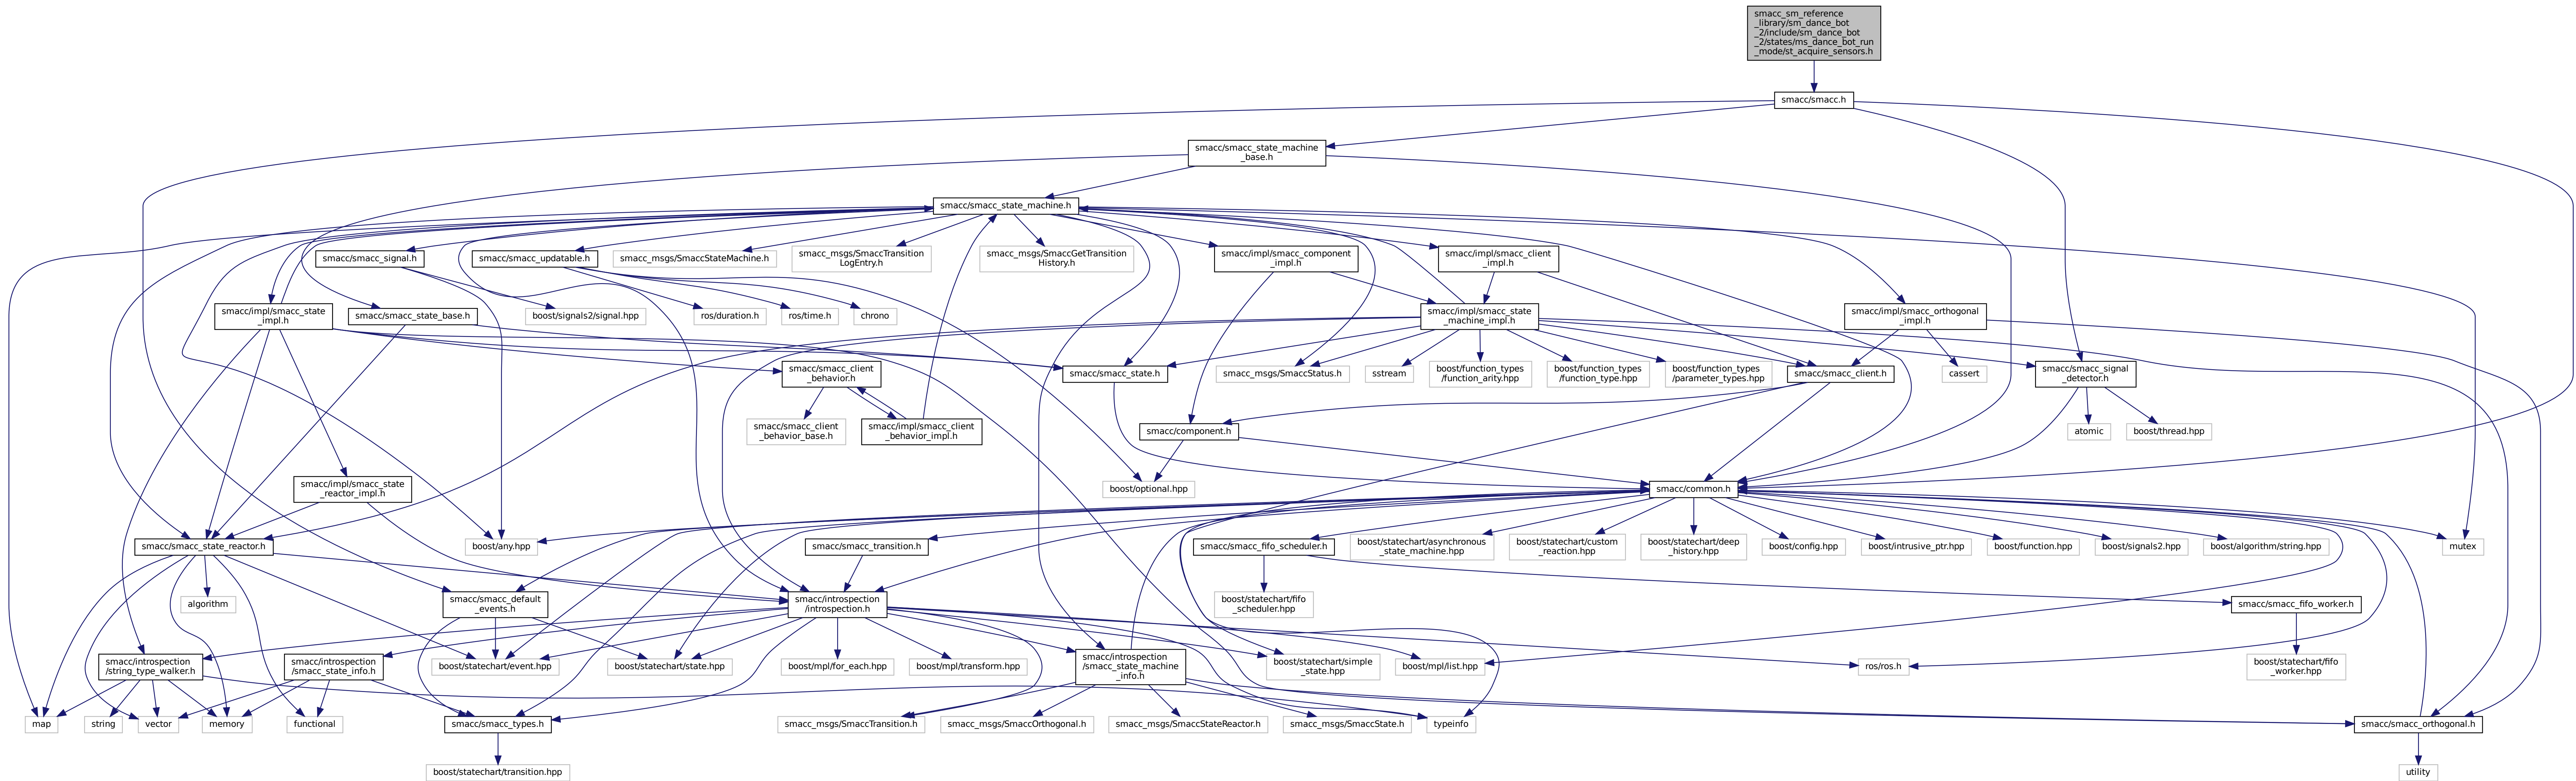 smacc_sm_reference
_library/sm_dance_bot
_2/include/sm_dance_bot
_2/states/ms_dance_bot_run
_mode/st_acquire_sensors.h
smacc/smacc.h
smacc/smacc_state_machine
_base.h
smacc/smacc_state_machine.h
smacc/smacc_signal.h
smacc/smacc_updatable.h
smacc_msgs/SmaccStateMachine.h
smacc_msgs/SmaccTransition
LogEntry.h
smacc_msgs/SmaccGetTransition
History.h
smacc/impl/smacc_component
_impl.h
smacc/impl/smacc_client
_impl.h
smacc/impl/smacc_state
_impl.h
smacc/smacc_state_base.h
boost/signals2/signal.hpp
ros/duration.h
ros/time.h
chrono
smacc/impl/smacc_state
_machine_impl.h
smacc/impl/smacc_orthogonal
_impl.h
smacc/smacc_client
_behavior.h
smacc/smacc_state.h
smacc_msgs/SmaccStatus.h
sstream
boost/function_types
/function_arity.hpp
boost/function_types
/function_type.hpp
boost/function_types
/parameter_types.hpp
smacc/smacc_client.h
cassert
smacc/smacc_signal
_detector.h
smacc/smacc_client
_behavior_base.h
smacc/impl/smacc_client
_behavior_impl.h
smacc/component.h
atomic
boost/thread.hpp
smacc/impl/smacc_state
_reactor_impl.h
boost/optional.hpp
smacc/common.h
smacc/smacc_state_reactor.h
boost/any.hpp
smacc/smacc_transition.h
smacc/smacc_fifo_scheduler.h
boost/statechart/asynchronous
_state_machine.hpp
boost/statechart/custom
_reaction.hpp
boost/statechart/deep
_history.hpp
boost/config.hpp
boost/intrusive_ptr.hpp
boost/function.hpp
boost/signals2.hpp
boost/algorithm/string.hpp
mutex
algorithm
smacc/smacc_default
_events.h
smacc/introspection
/introspection.h
boost/statechart/fifo
_scheduler.hpp
smacc/smacc_fifo_worker.h
smacc/introspection
/string_type_walker.h
smacc/introspection
/smacc_state_info.h
boost/statechart/event.hpp
boost/statechart/state.hpp
boost/mpl/for_each.hpp
boost/mpl/transform.hpp
smacc/introspection
/smacc_state_machine
_info.h
boost/statechart/simple
_state.hpp
boost/mpl/list.hpp
ros/ros.h
boost/statechart/fifo
_worker.hpp
map
string
vector
memory
functional
smacc/smacc_types.h
smacc_msgs/SmaccTransition.h
smacc_msgs/SmaccOrthogonal.h
smacc_msgs/SmaccStateReactor.h
smacc_msgs/SmaccState.h
typeinfo
smacc/smacc_orthogonal.h
boost/statechart/transition.hpp
utility